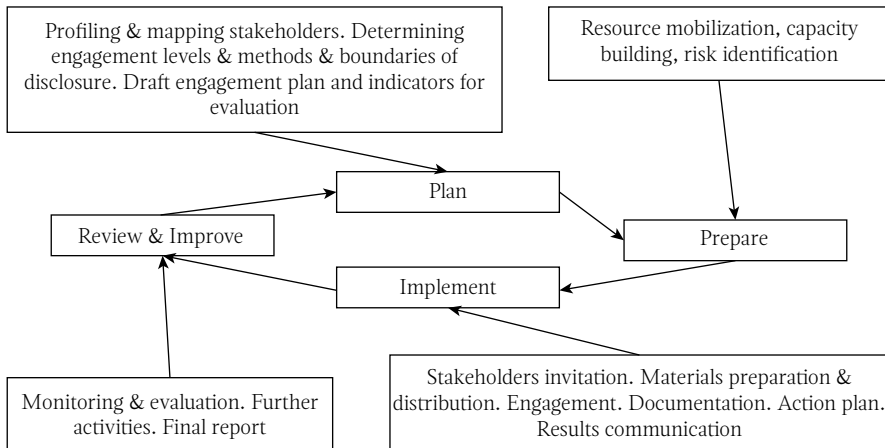 Profiling & mapping stakeholders. Determining
engagement levels & methods & boundaries of
disclosure. Draft engagement plan and indicators for
evaluation
Resource mobilization, capacity
building, risk identification
Plan
Review & Improve
Prepare
Implement
Monitoring & evaluation. Further
activities. Final report
Stakeholders invitation. Materials preparation &
distribution. Engagement. Documentation. Action plan.
Results communication